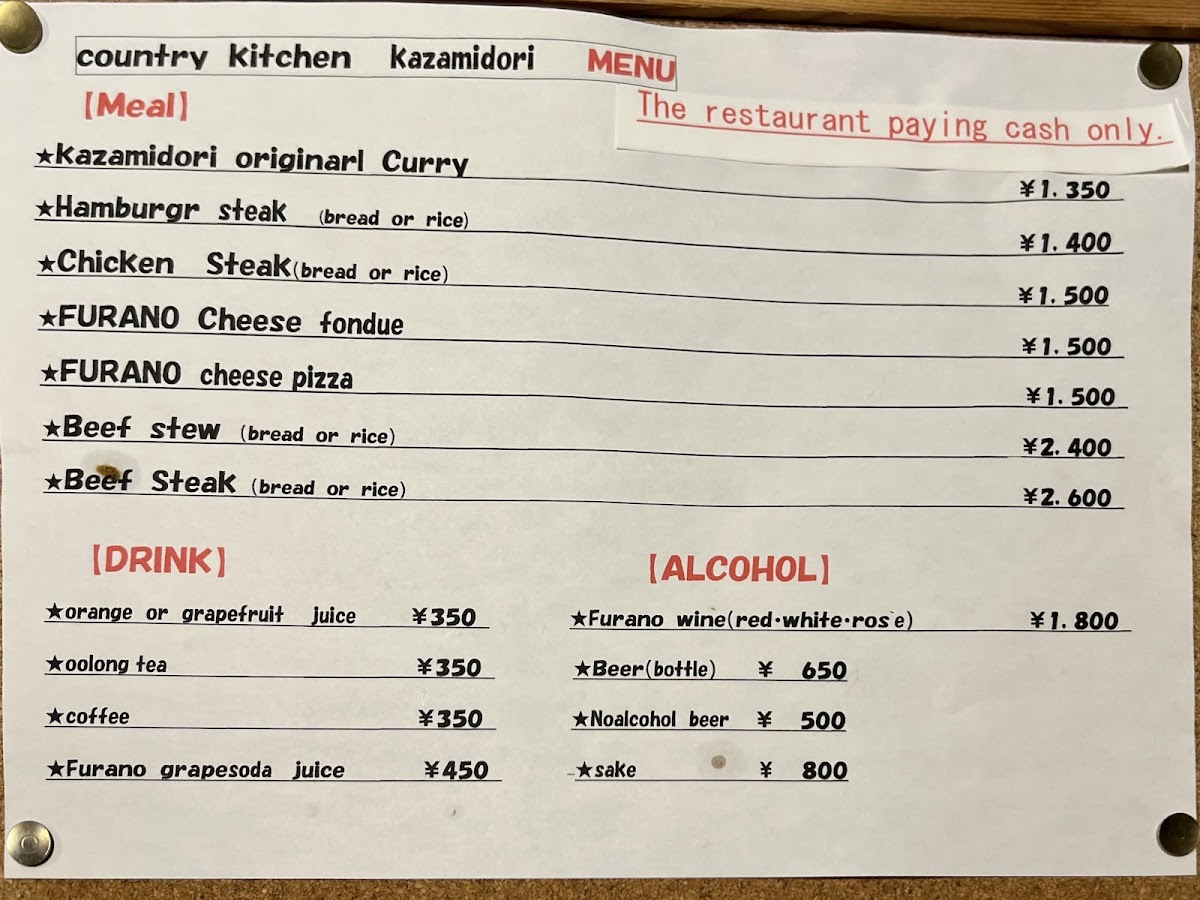 country kitchen kazamidori MENU
【Meal】
The restaurant paying cash only.
★Kazamidori originarl Curry ¥1.350
★Hamburgr steak (bread or rice) ¥1.400
★Chicken Steak(bread or rice) ¥1.500
★FURANO Cheese fondue ¥1.500
★FURANO cheese pizza ¥1.500
★Beef stew (bread or rice) ¥2.400
★Beef Steak (bread or rice) ¥2.600
【DRINK】
★orange or grapefruit juice ¥350
★oolong tea ¥350
★coffee ¥350
★Furano grapesoda juice ¥450
【ALCOHOL】
★Furano wine(red･white･ros`e) ¥1.800
★Beer(bottle) ¥ 650
★Noalcohol beer ¥ 500
★sake ¥ 800